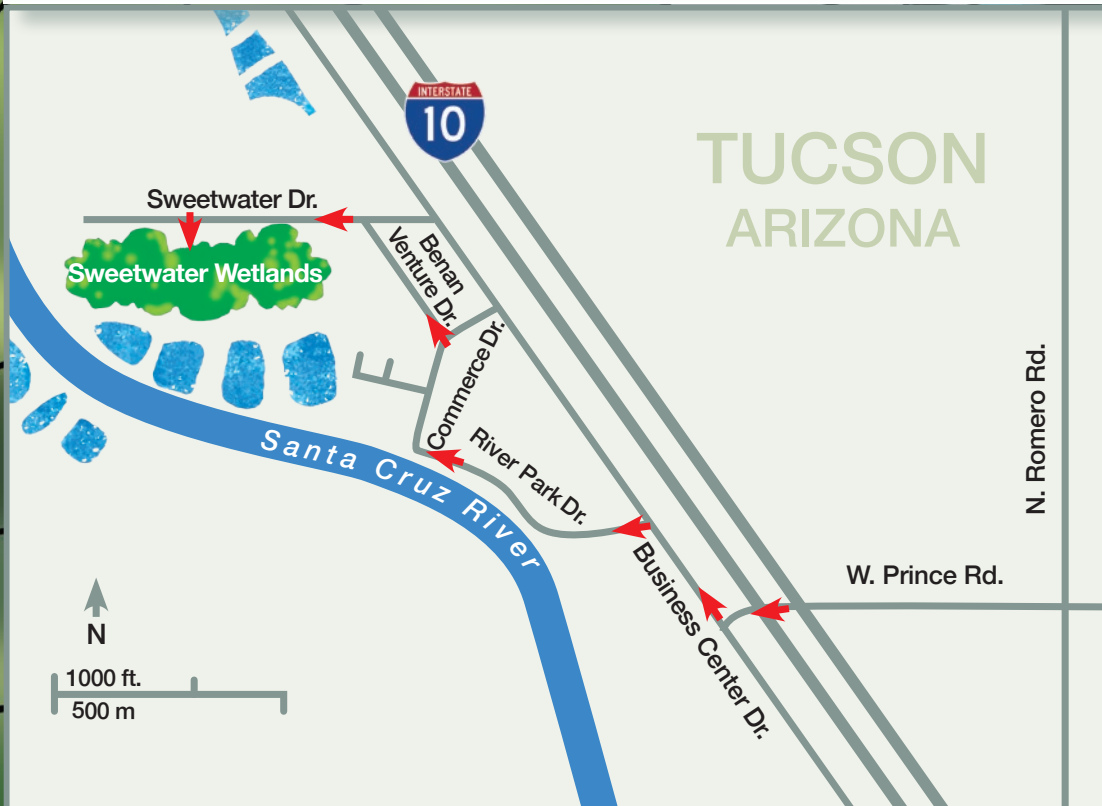 INTERSTATE
10
TUCSON
ARIZONA
Sweetwater Dr.
Sweetwater Wetlands
Benan
Venture Dr.
Commerce Dr.
River Park Dr.
Santa Cruz River
Business Center Dr.
W. Prince Rd.
N. Romero Rd.
N
1000 ft.
500 m